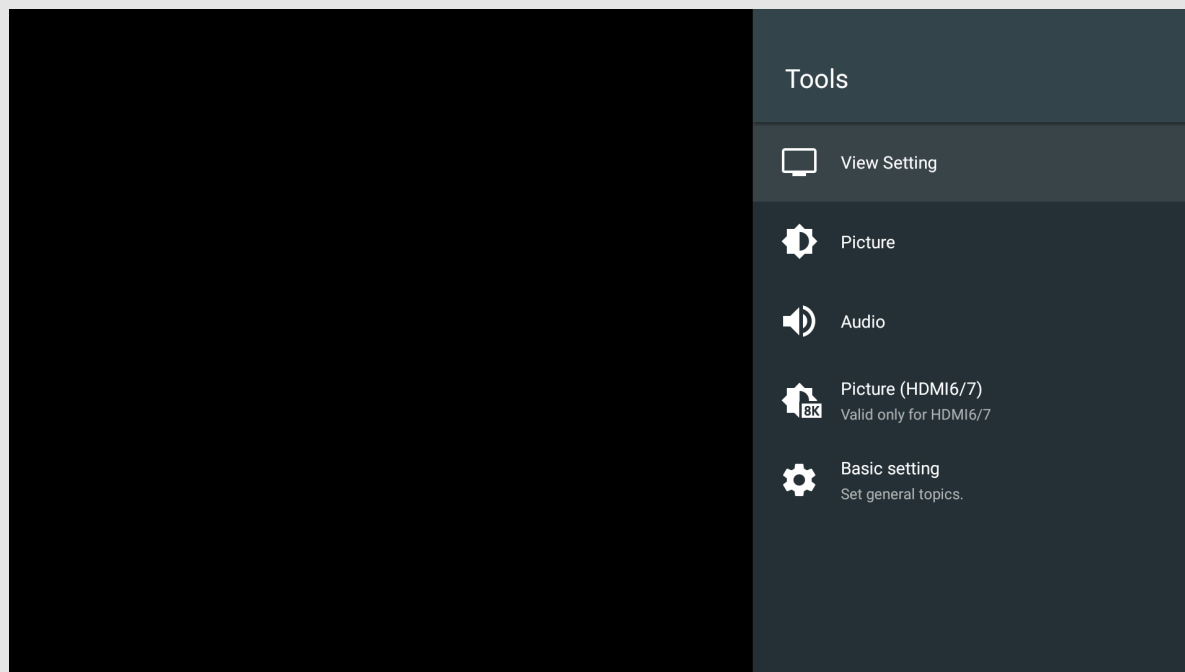 Tools
View Setting
Picture
Audio
Picture (HDMI6/7)
8K
Valid only for HDMI6/7
Basic setting
Set general topics.